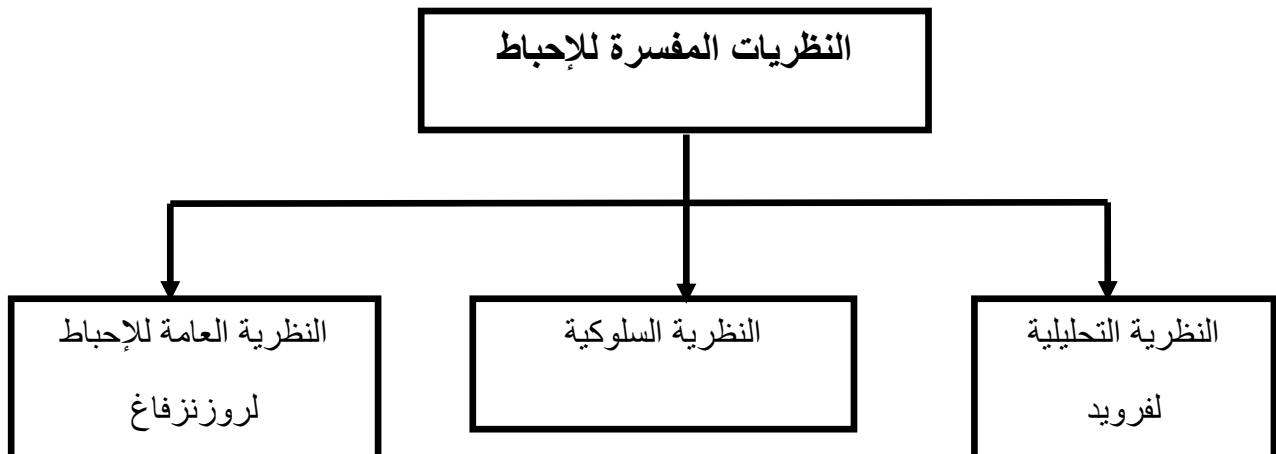 النظريات المفسرة للإحباط
النظرية التحليلية
لفرويد
النظرية السلوكية
النظرية العامة للإحباط
لروزنزفاغ